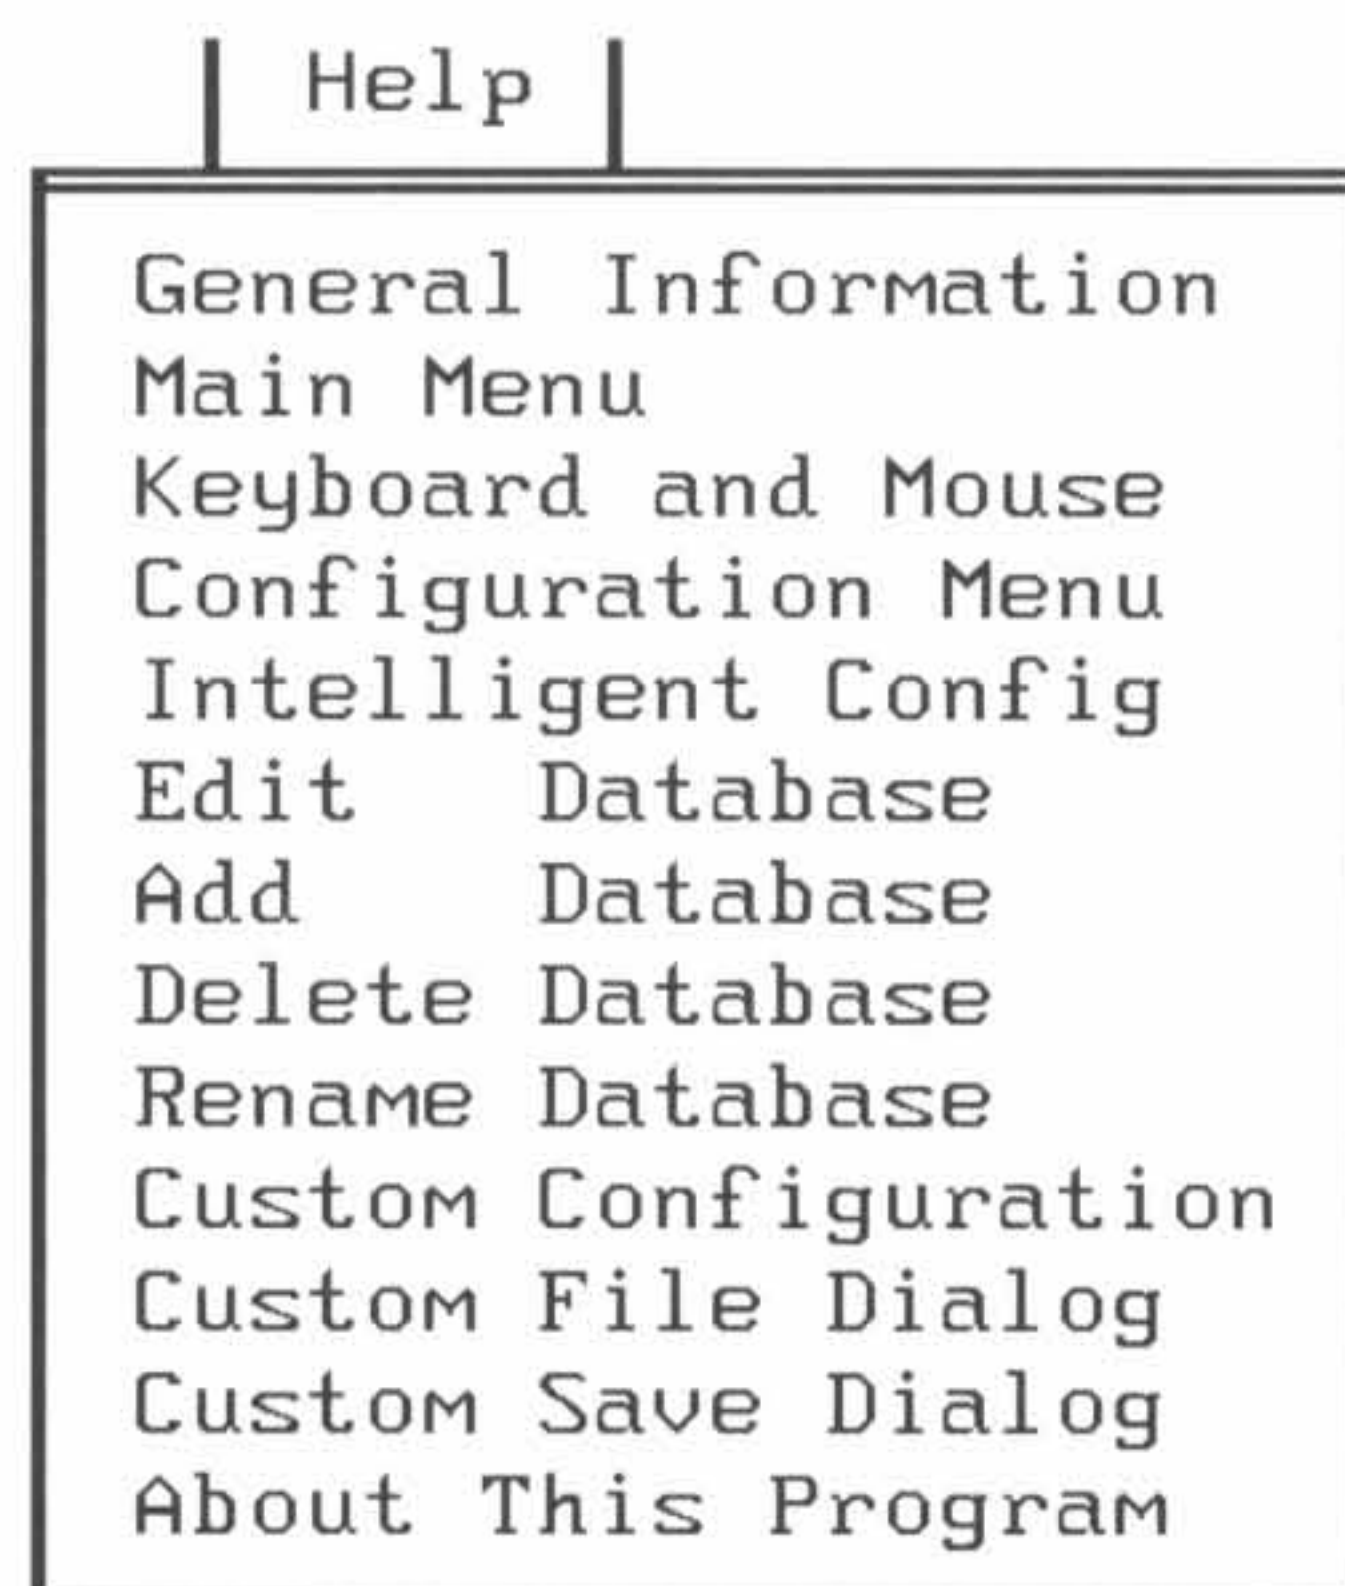 Help
General Information
Main Menu
Keyboard and Mouse
Configuration Menu
Intelligent Config
Edit   Database
Add    Database
Delete Database
Rename Database
Custom Configuration
Custom File Dialog
Custom Save Dialog
About This Program